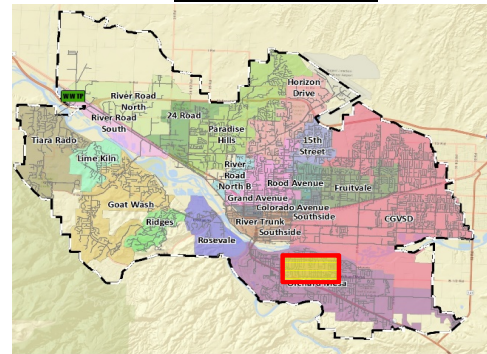 Horizon
Drive
WWTP
River Road
North
24 Road
River Road
South
15th
Street
Paradise
Hills
Tiara Rado
Lime Kiln
River
Road
North B
Rood Avenue
Fruitvale
Grand Avenue
Goat Wash
Colorado Avenue
Southside
CGVSD
Ridges
River Trunk
Southside
Rosevale
Orchard Mesa